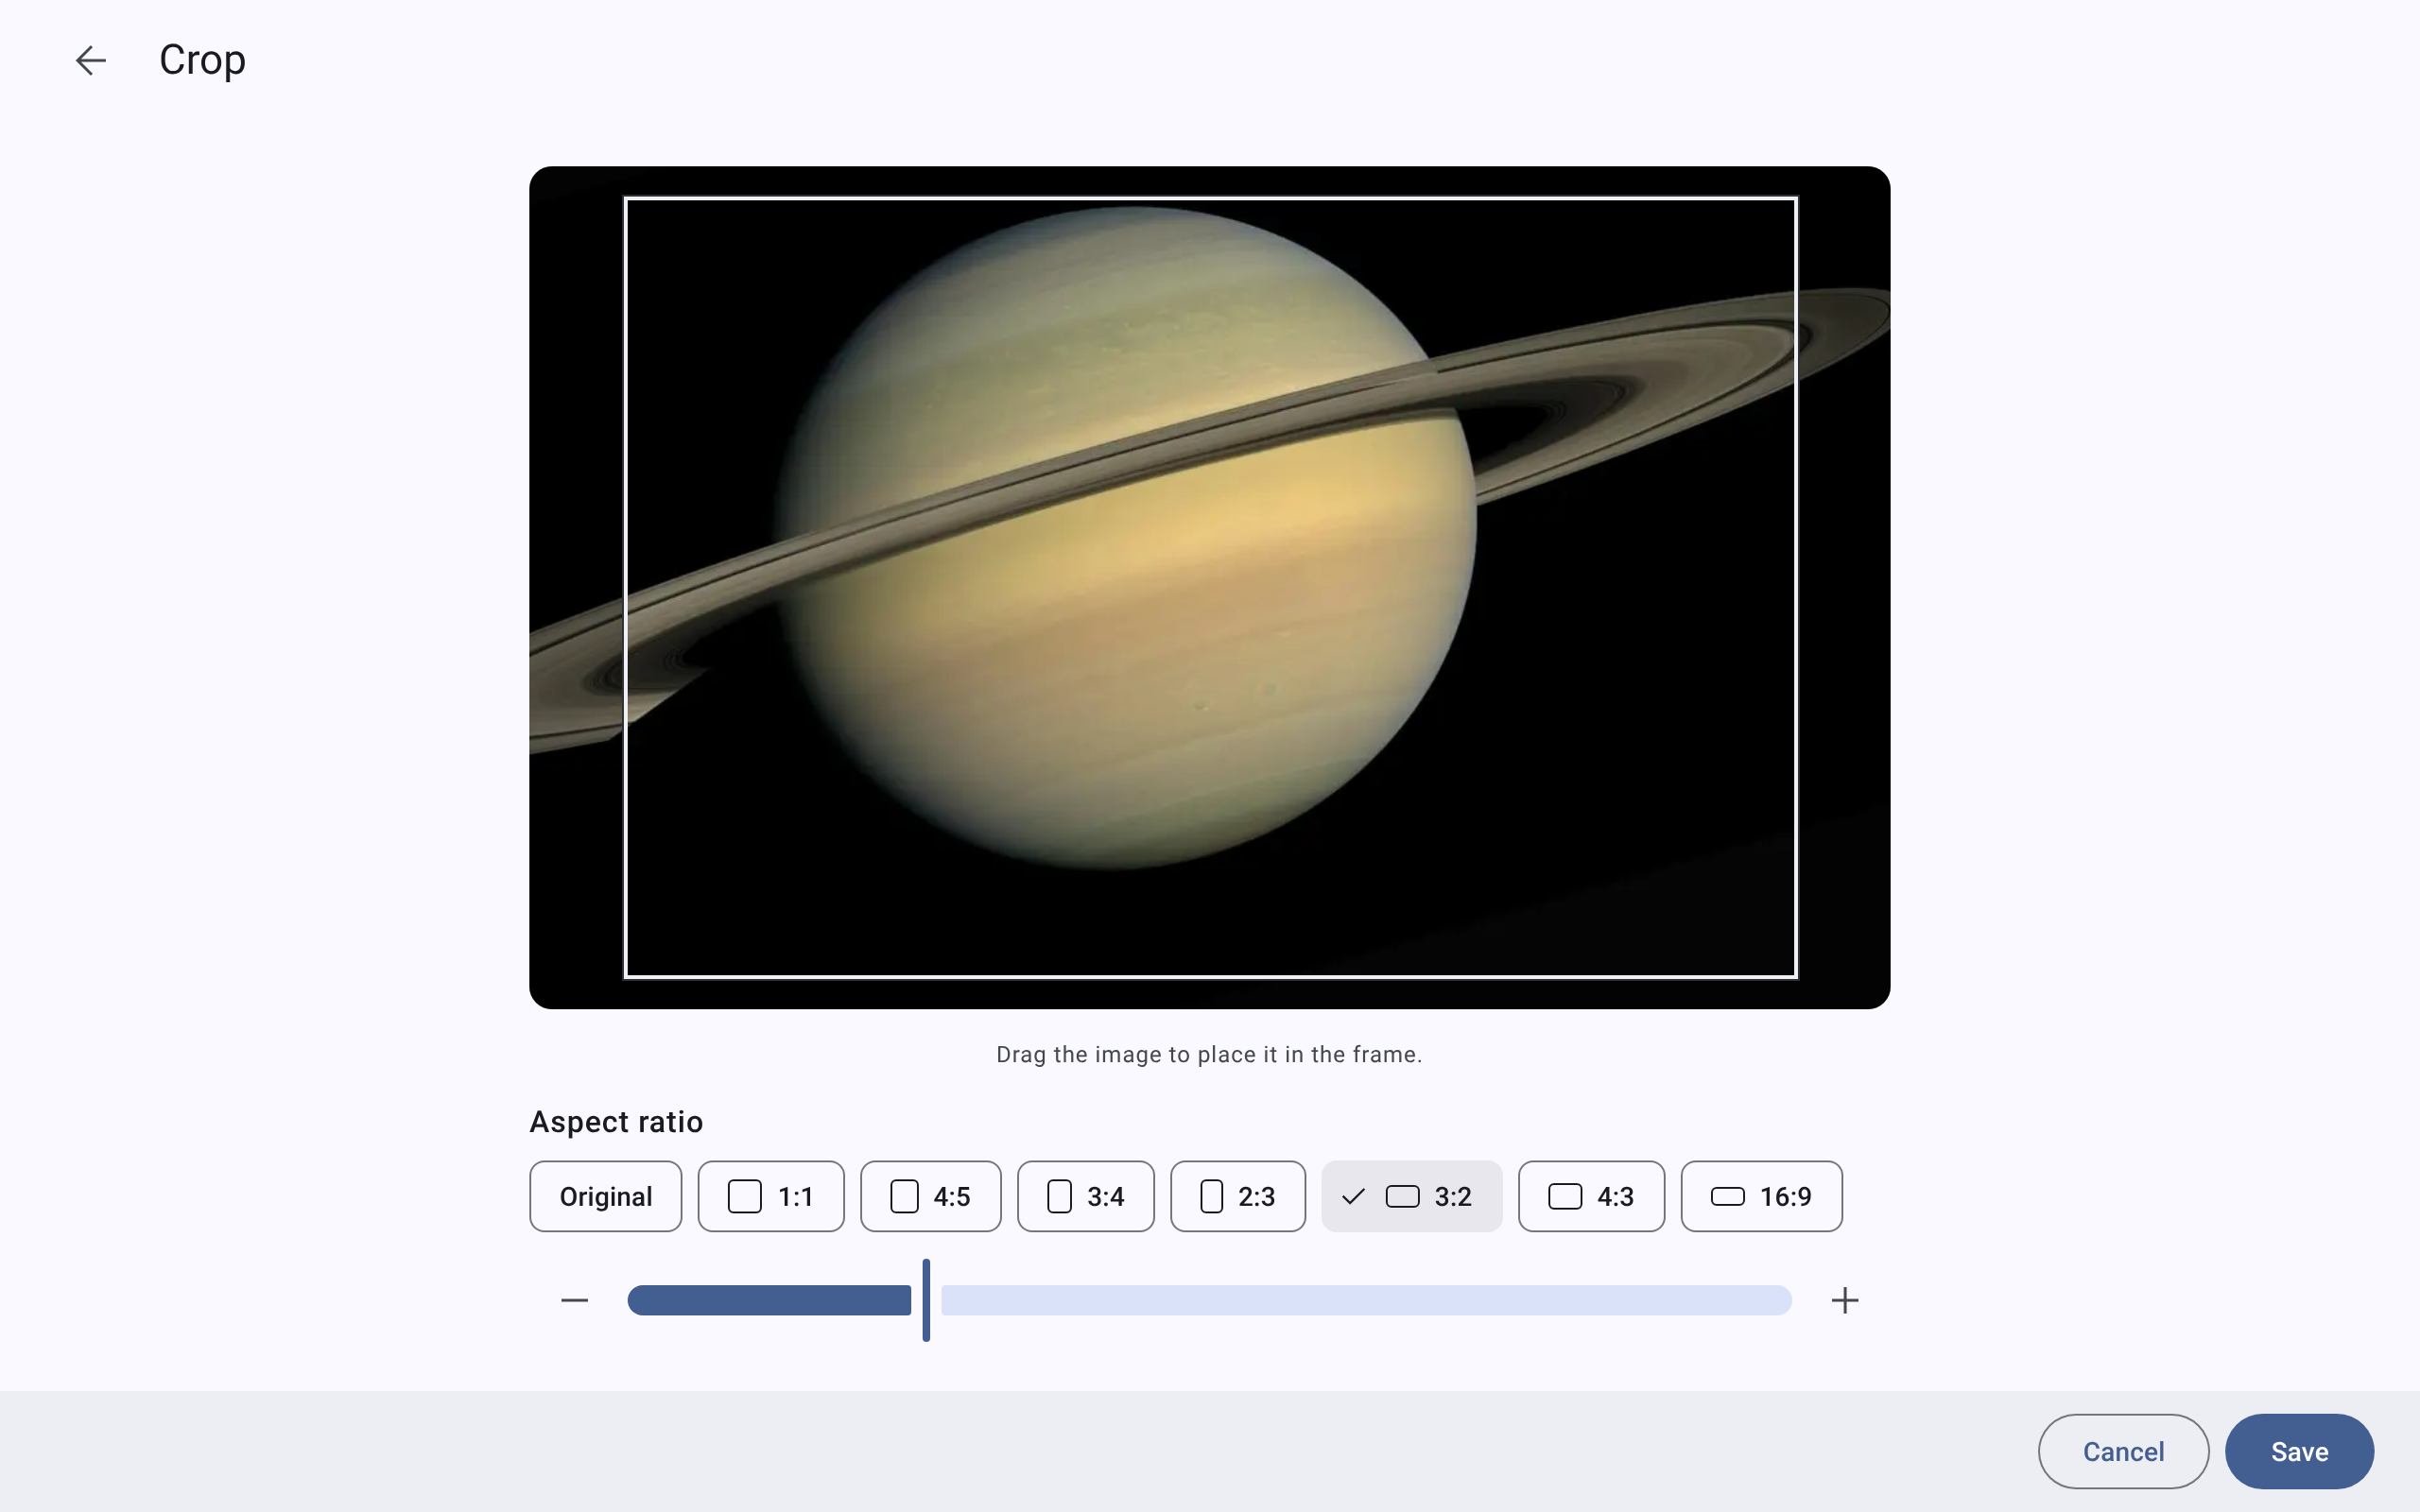 Crop
Drag the image to place it in the frame.
Aspect ratio
Original 1:1 4:5 3:4 2:3 3:2 4:3 16:9
Cancel Save